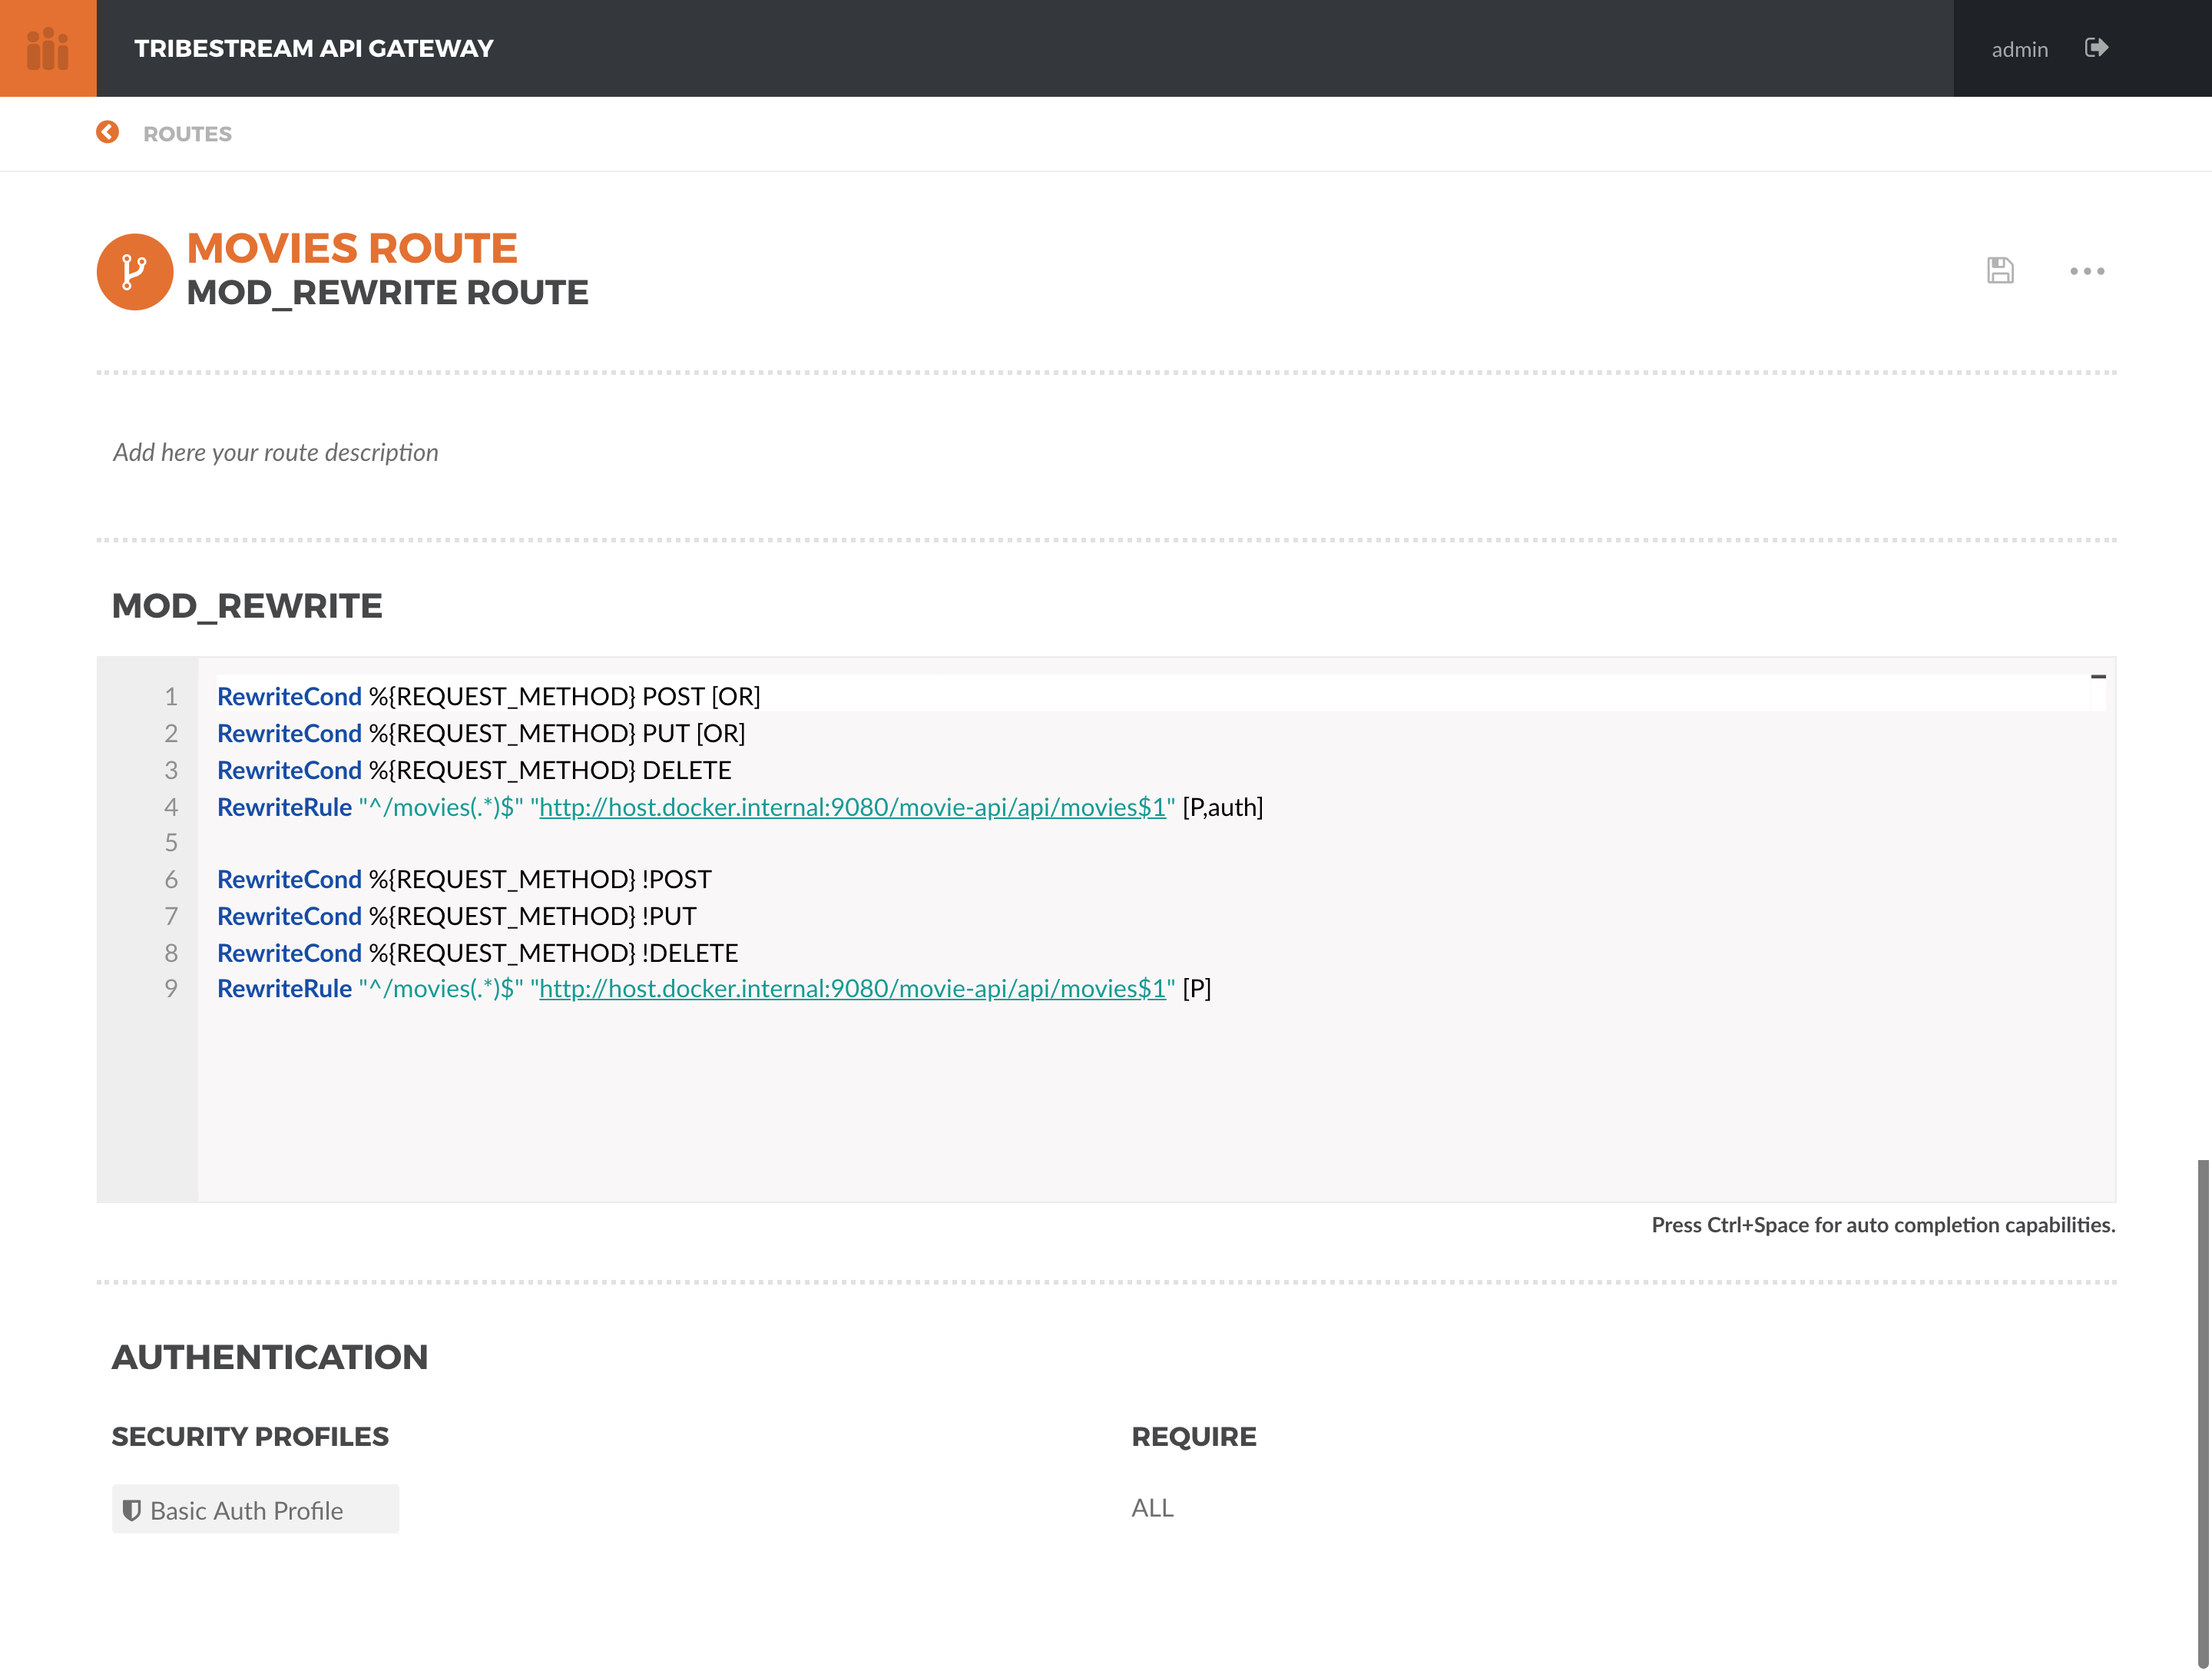 TRIBESTREAM API GATEWAY
admin
ROUTES
MOVIES ROUTE
MOD_REWRITE ROUTE
Add here your route description
MOD_REWRITE
1 RewriteCond %{REQUEST_METHOD} POST [OR]
2 RewriteCond %{REQUEST_METHOD} PUT [OR]
3 RewriteCond %{REQUEST_METHOD} DELETE
4 RewriteRule "^/movies(.*)$" "http://host.docker.internal:9080/movie-api/api/movies$1" [P,auth]
5
6 RewriteCond %{REQUEST_METHOD} !POST
7 RewriteCond %{REQUEST_METHOD} !PUT
8 RewriteCond %{REQUEST_METHOD} !DELETE
9 RewriteRule "^/movies(.*)$" "http://host.docker.internal:9080/movie-api/api/movies$1" [P]
Press Ctrl+Space for auto completion capabilities.
AUTHENTICATION
SECURITY PROFILES
REQUIRE
Basic Auth Profile
ALL